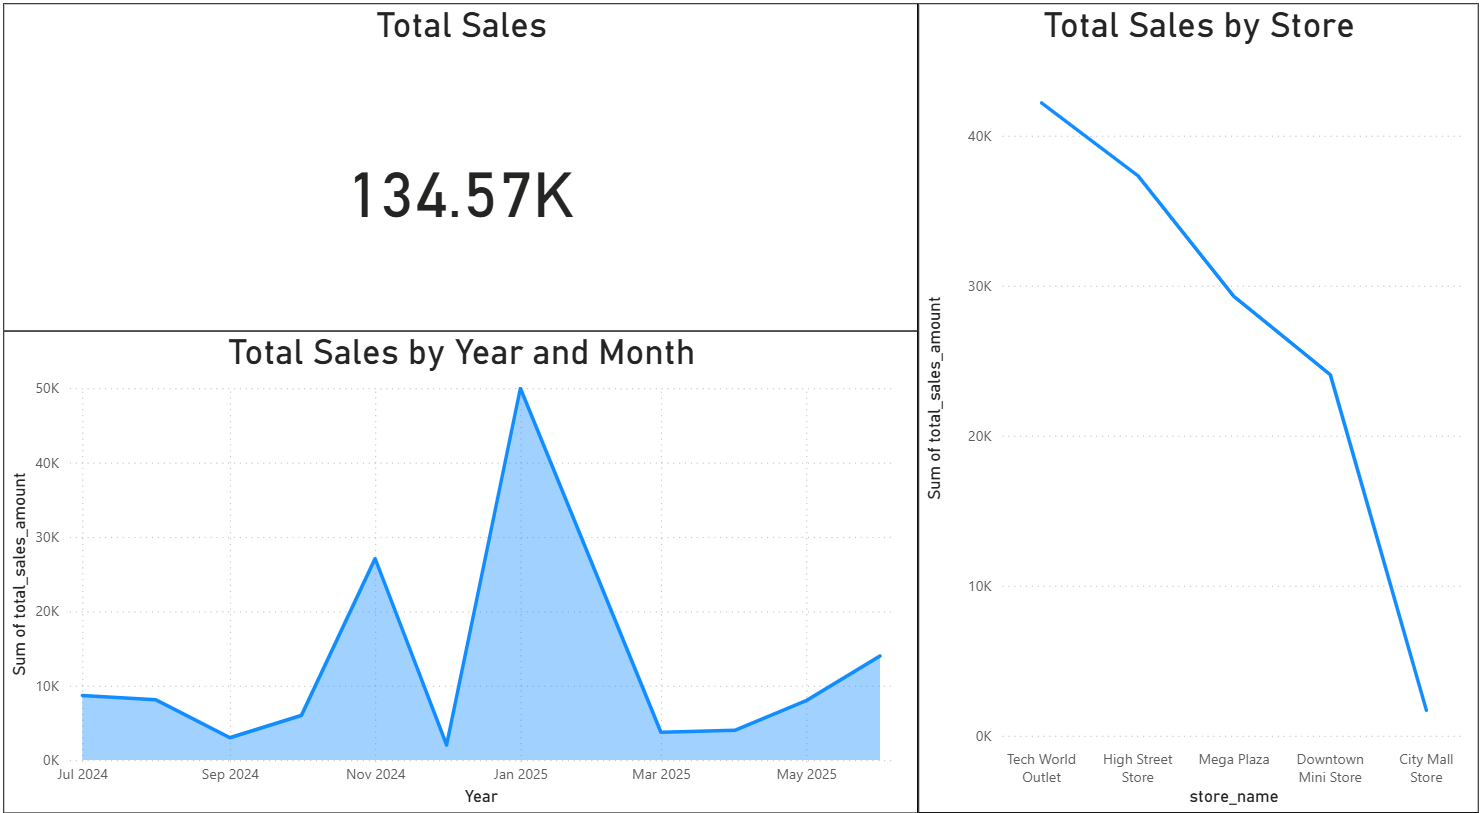 Total Sales
134.57K
Total Sales by Year and Month
Sum of total_sales_amount
50K
40K
30K
20K
10K
0K
Jul 2024
Sep 2024
Nov 2024
Jan 2025
Mar 2025
May 2025
Year
Total Sales by Store
Sum of total_sales_amount
40K
30K
20K
10K
0K
Tech World
Outlet
High Street
Store
Mega Plaza
Downtown
Mini Store
City Mall
Store
store_name